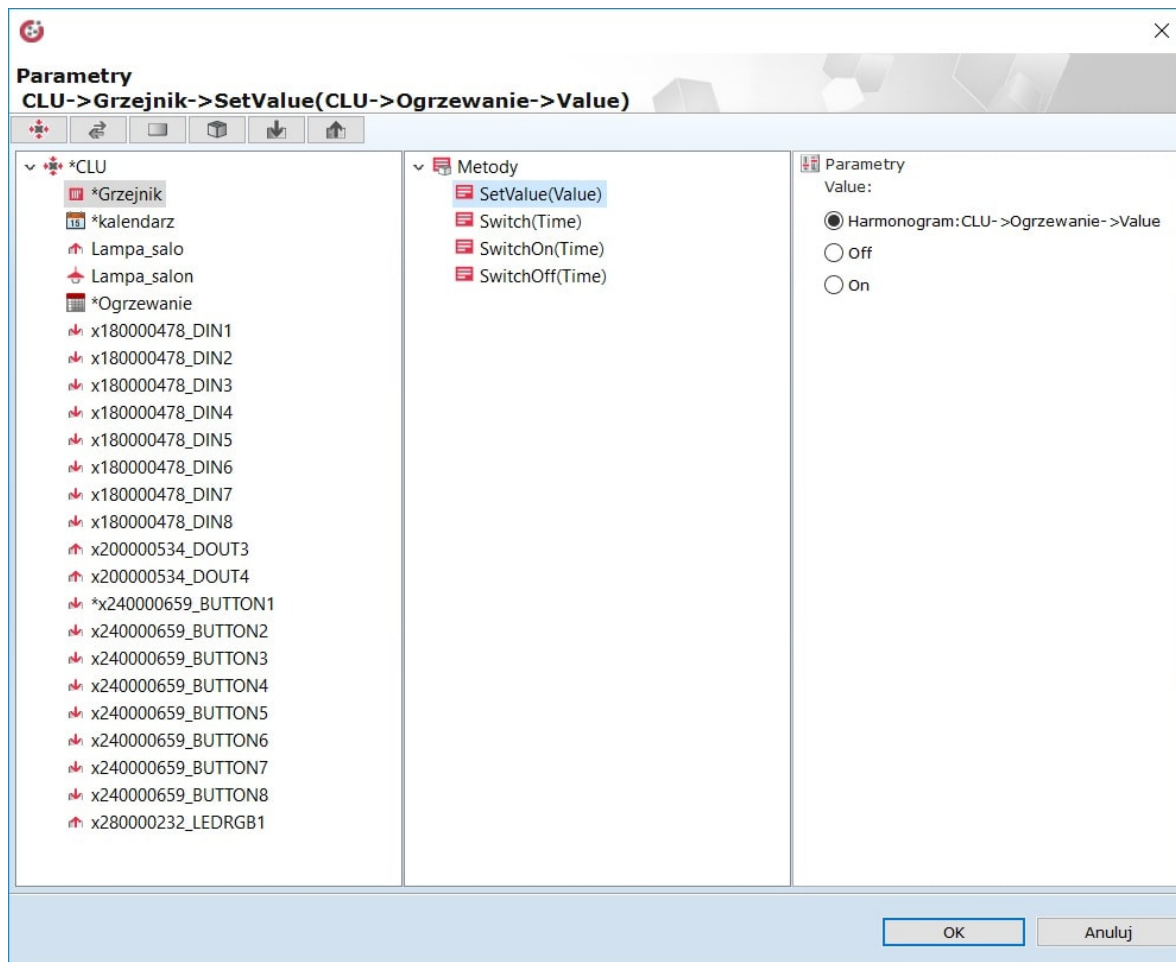 Parametry
CLU->Grzejnik->SetValue(CLU->Ogrzewanie->Value)
*CLU
*Grzejnik
15 *kalendarz
Lampa_salo
Lampa_salon
*Ogrzewanie
x180000478_DIN1
x180000478_DIN2
x180000478_DIN3
x180000478_DIN4
x180000478_DIN5
x180000478_DIN6
x180000478_DIN7
x180000478_DIN8
x200000534_DOUT3
x200000534_DOUT4
*x240000659_BUTTON1
x240000659_BUTTON2
x240000659_BUTTON3
x240000659_BUTTON4
x240000659_BUTTON5
x240000659_BUTTON6
x240000659_BUTTON7
x240000659_BUTTON8
x280000232_LEDRGB1
Metody
SetValue(Value)
Switch(Time)
SwitchOn(Time)
SwitchOff(Time)
Parametry
Value:
Harmonogram:CLU->Ogrzewanie->Value
Off
On
OK
Anuluj